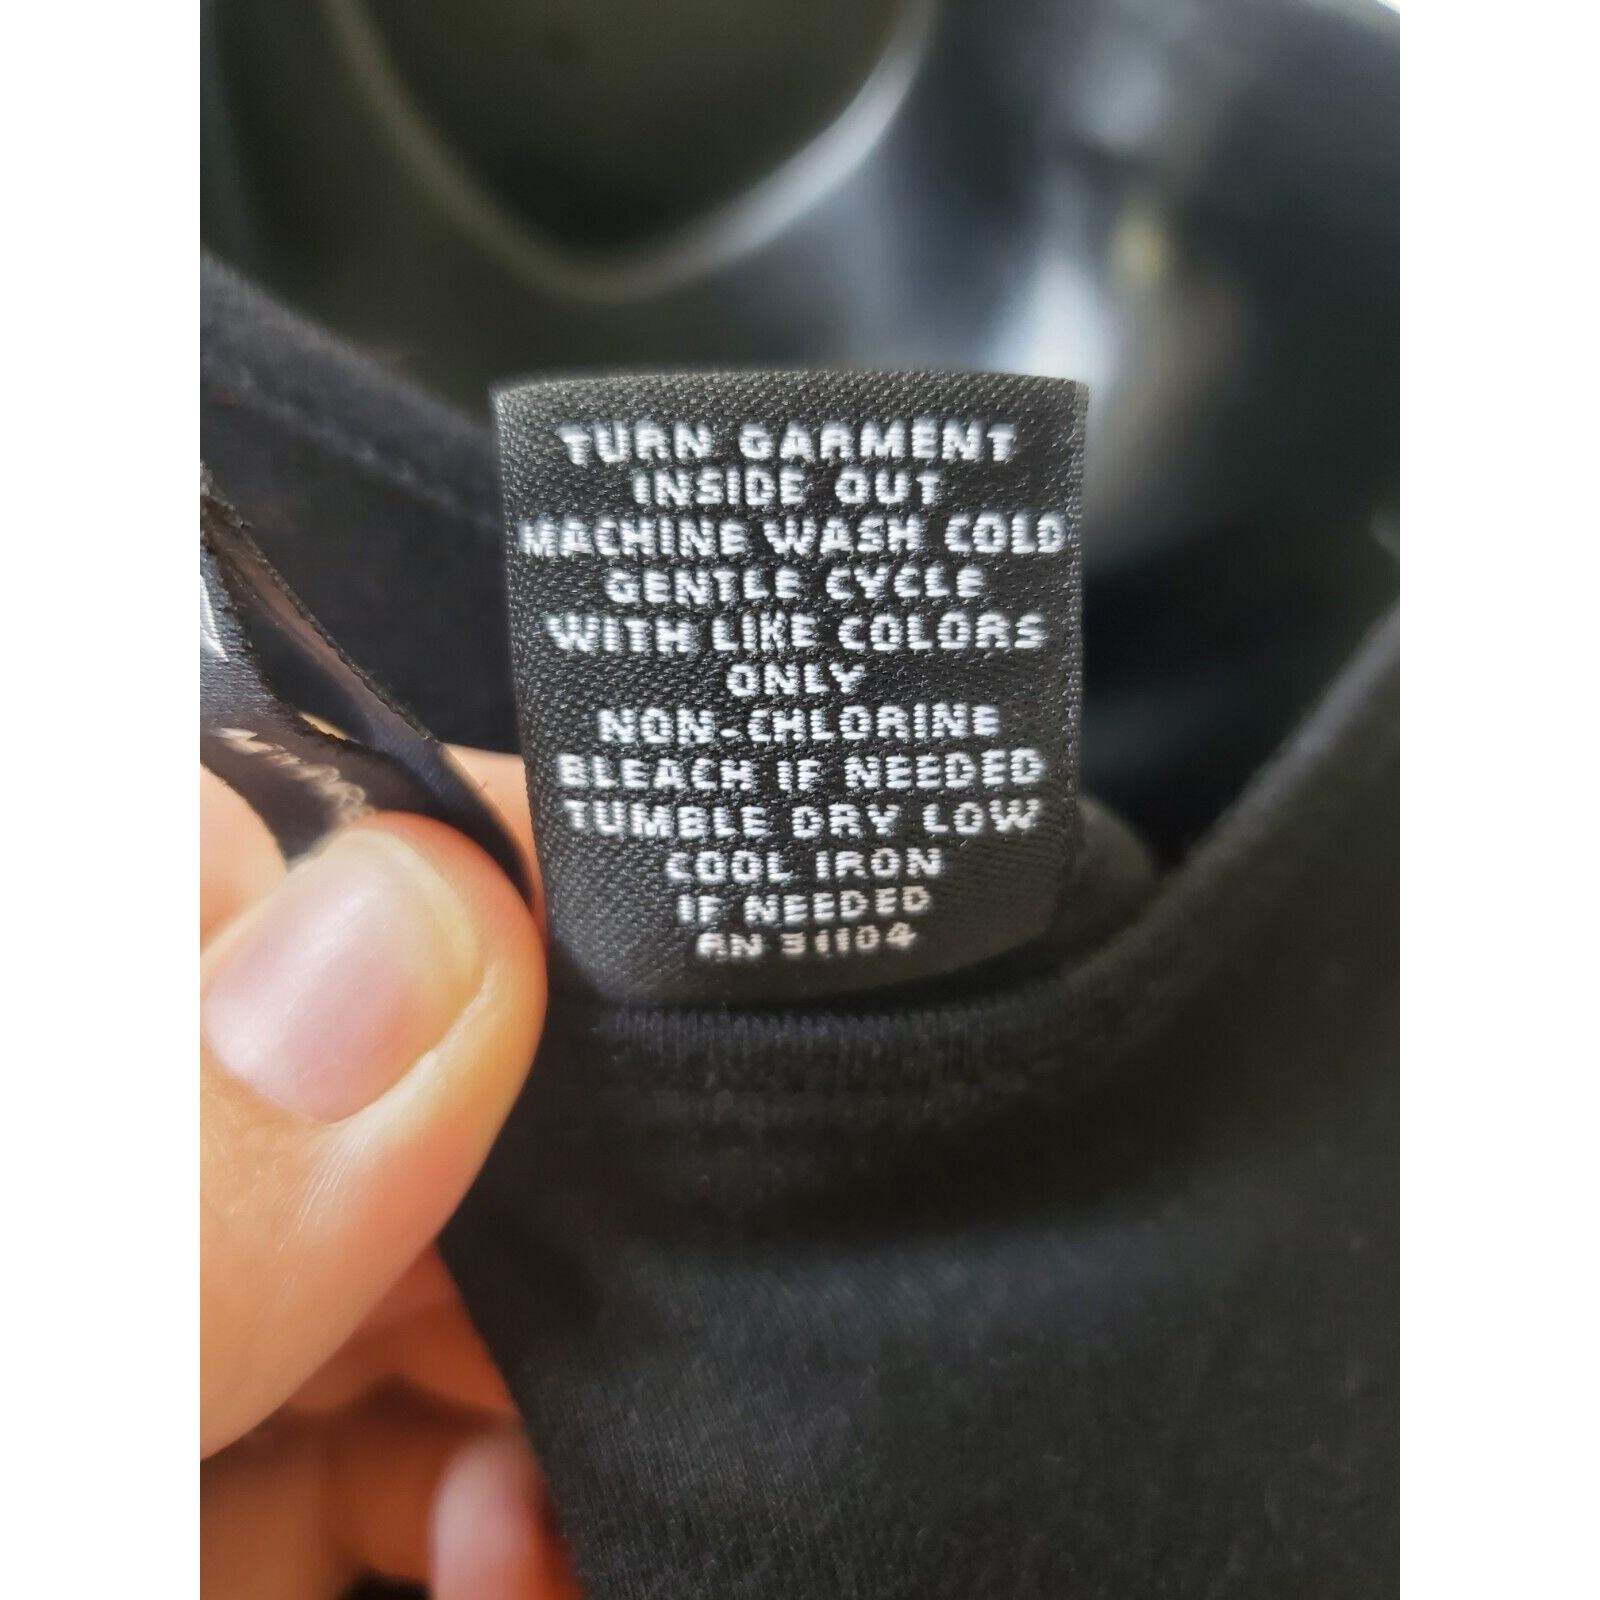 TURN GARMENT
INSIDE OUT
MACHINE WASH COLD
GENTLE CYCLE
WITH LIKE COLORS
ONLY
NON-CHLORINE
BLEACH IF NEEDED
TUMBLE DRY LOW
COOL IRON
IF NEEDED
RN 31104